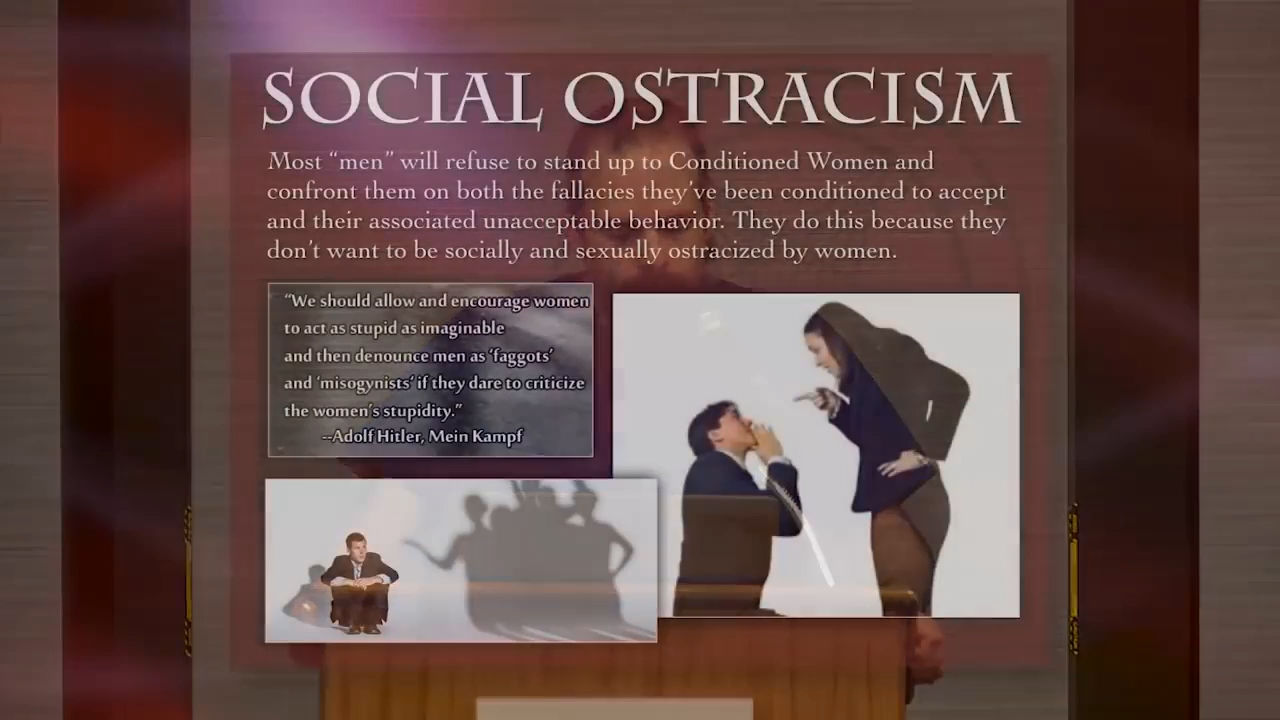 SOCIAL OSTRACISM
Most “men” will refuse to stand up to Conditioned Women and
confront them on both the fallacies they’ve been conditioned to accept
and their associated unacceptable behavior. They do this because they
don’t want to be socially and sexually ostracized by women.
“We should allow and encourage women
to act as stupid as imaginable
and then denounce men as ‘faggots’
and ‘misogynists’ if they dare to criticize
the women’s stupidity.”
--Adolf Hitler, Mein Kampf